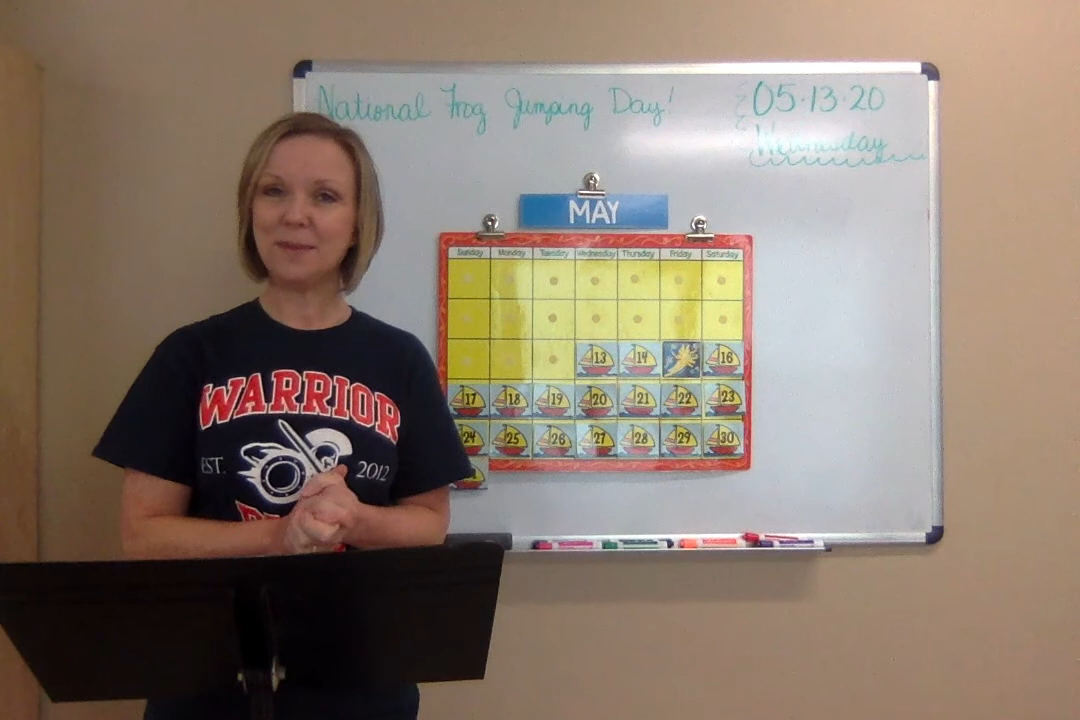 National Frog Jumping Day!
05·13·20
Wednesday
MAY
Sunday Monday Tuesday Wednesday Thursday Friday Saturday
13 14 16
17 18 19 20 21 22 23
24 25 26 27 28 29 30
WARRIOR
EST. 2012